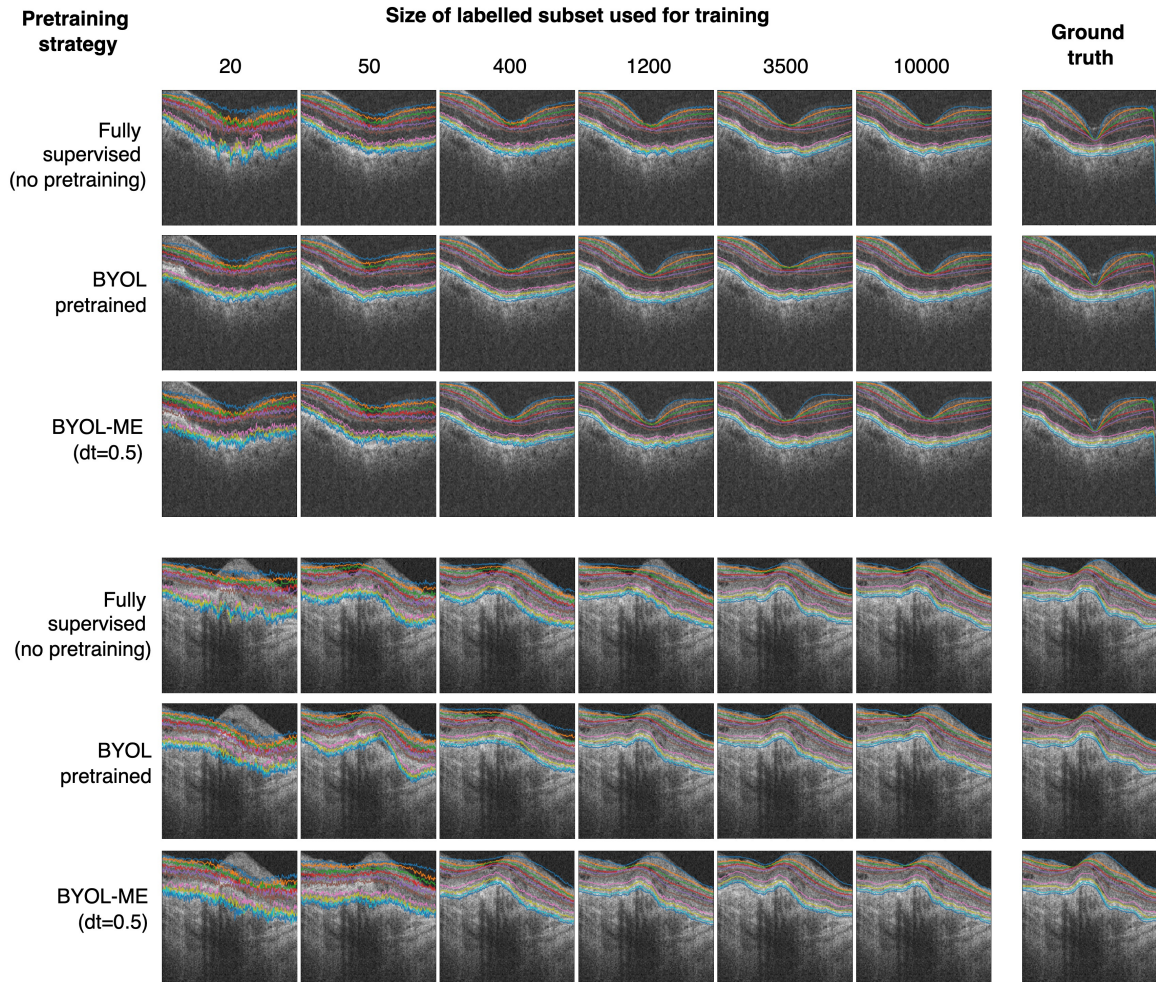 Pretraining
strategy
Size of labelled subset used for training
Ground
truth
20 50 400 1200 3500 10000
Fully
supervised
(no pretraining)
BYOL
pretrained
BYOL-ME
(dt=0.5)
Fully
supervised
(no pretraining)
BYOL
pretrained
BYOL-ME
(dt=0.5)